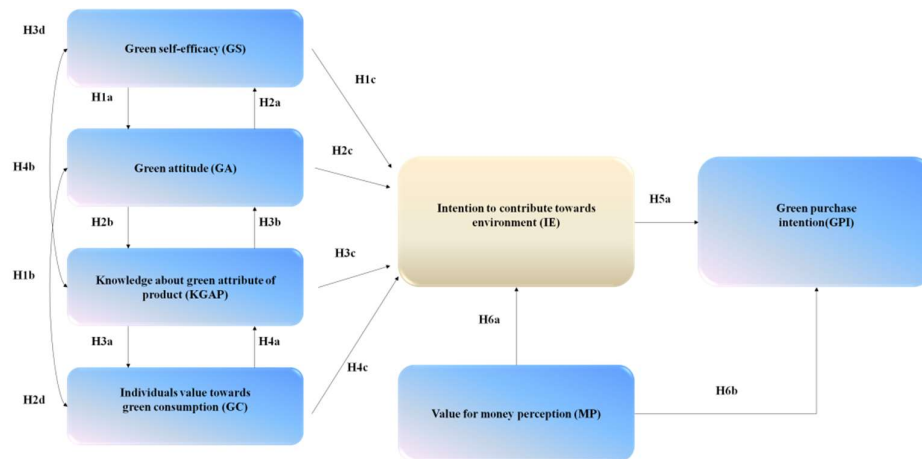 H3d
Green self-efficacy (GS)
H1a
H2a
H1c
H4b
Green attitude (GA)
H2c
H2b
H3b
Intention to contribute towards
environment (IE)
H5a
Green purchase
intention(GPI)
H1b
Knowledge about green attribute of
product (KGAP)
H3c
H3a
H4a
H6a
H4c
H2d
Individuals value towards
green consumption (GC)
Value for money perception (MP)
H6b